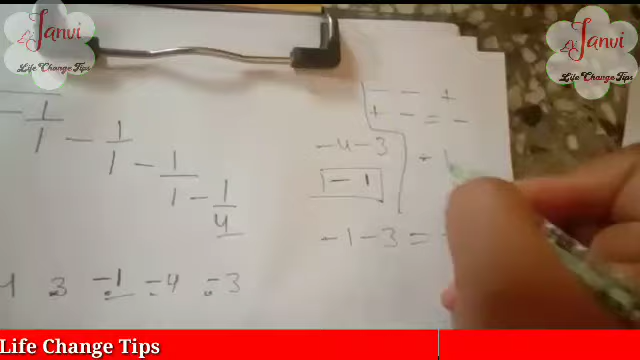 Janvi
Life Change Tips
Janvi
Life Change Tips
- 1/1 - 1/1 - 1/1 - 1/4
- - +
+ - = -
-4-3
-1
-1-3 =
3 -1 -4 -3
Life Change Tips